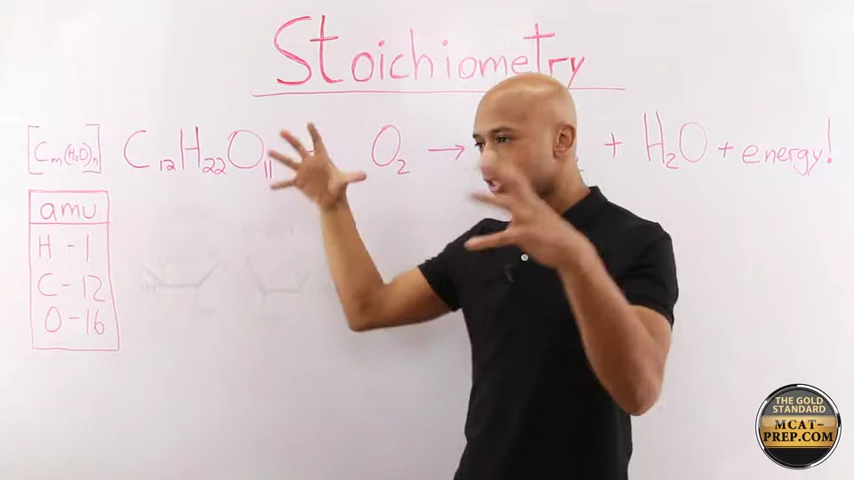 Stoichiometry
[Cm(H₂O)n] C₁₂H₂₂O₁₁ + O₂ → + H₂O + energy!
amu
H - 1
C - 12
O - 16
THE GOLD
STANDARD
MCAT-
PREP.COM